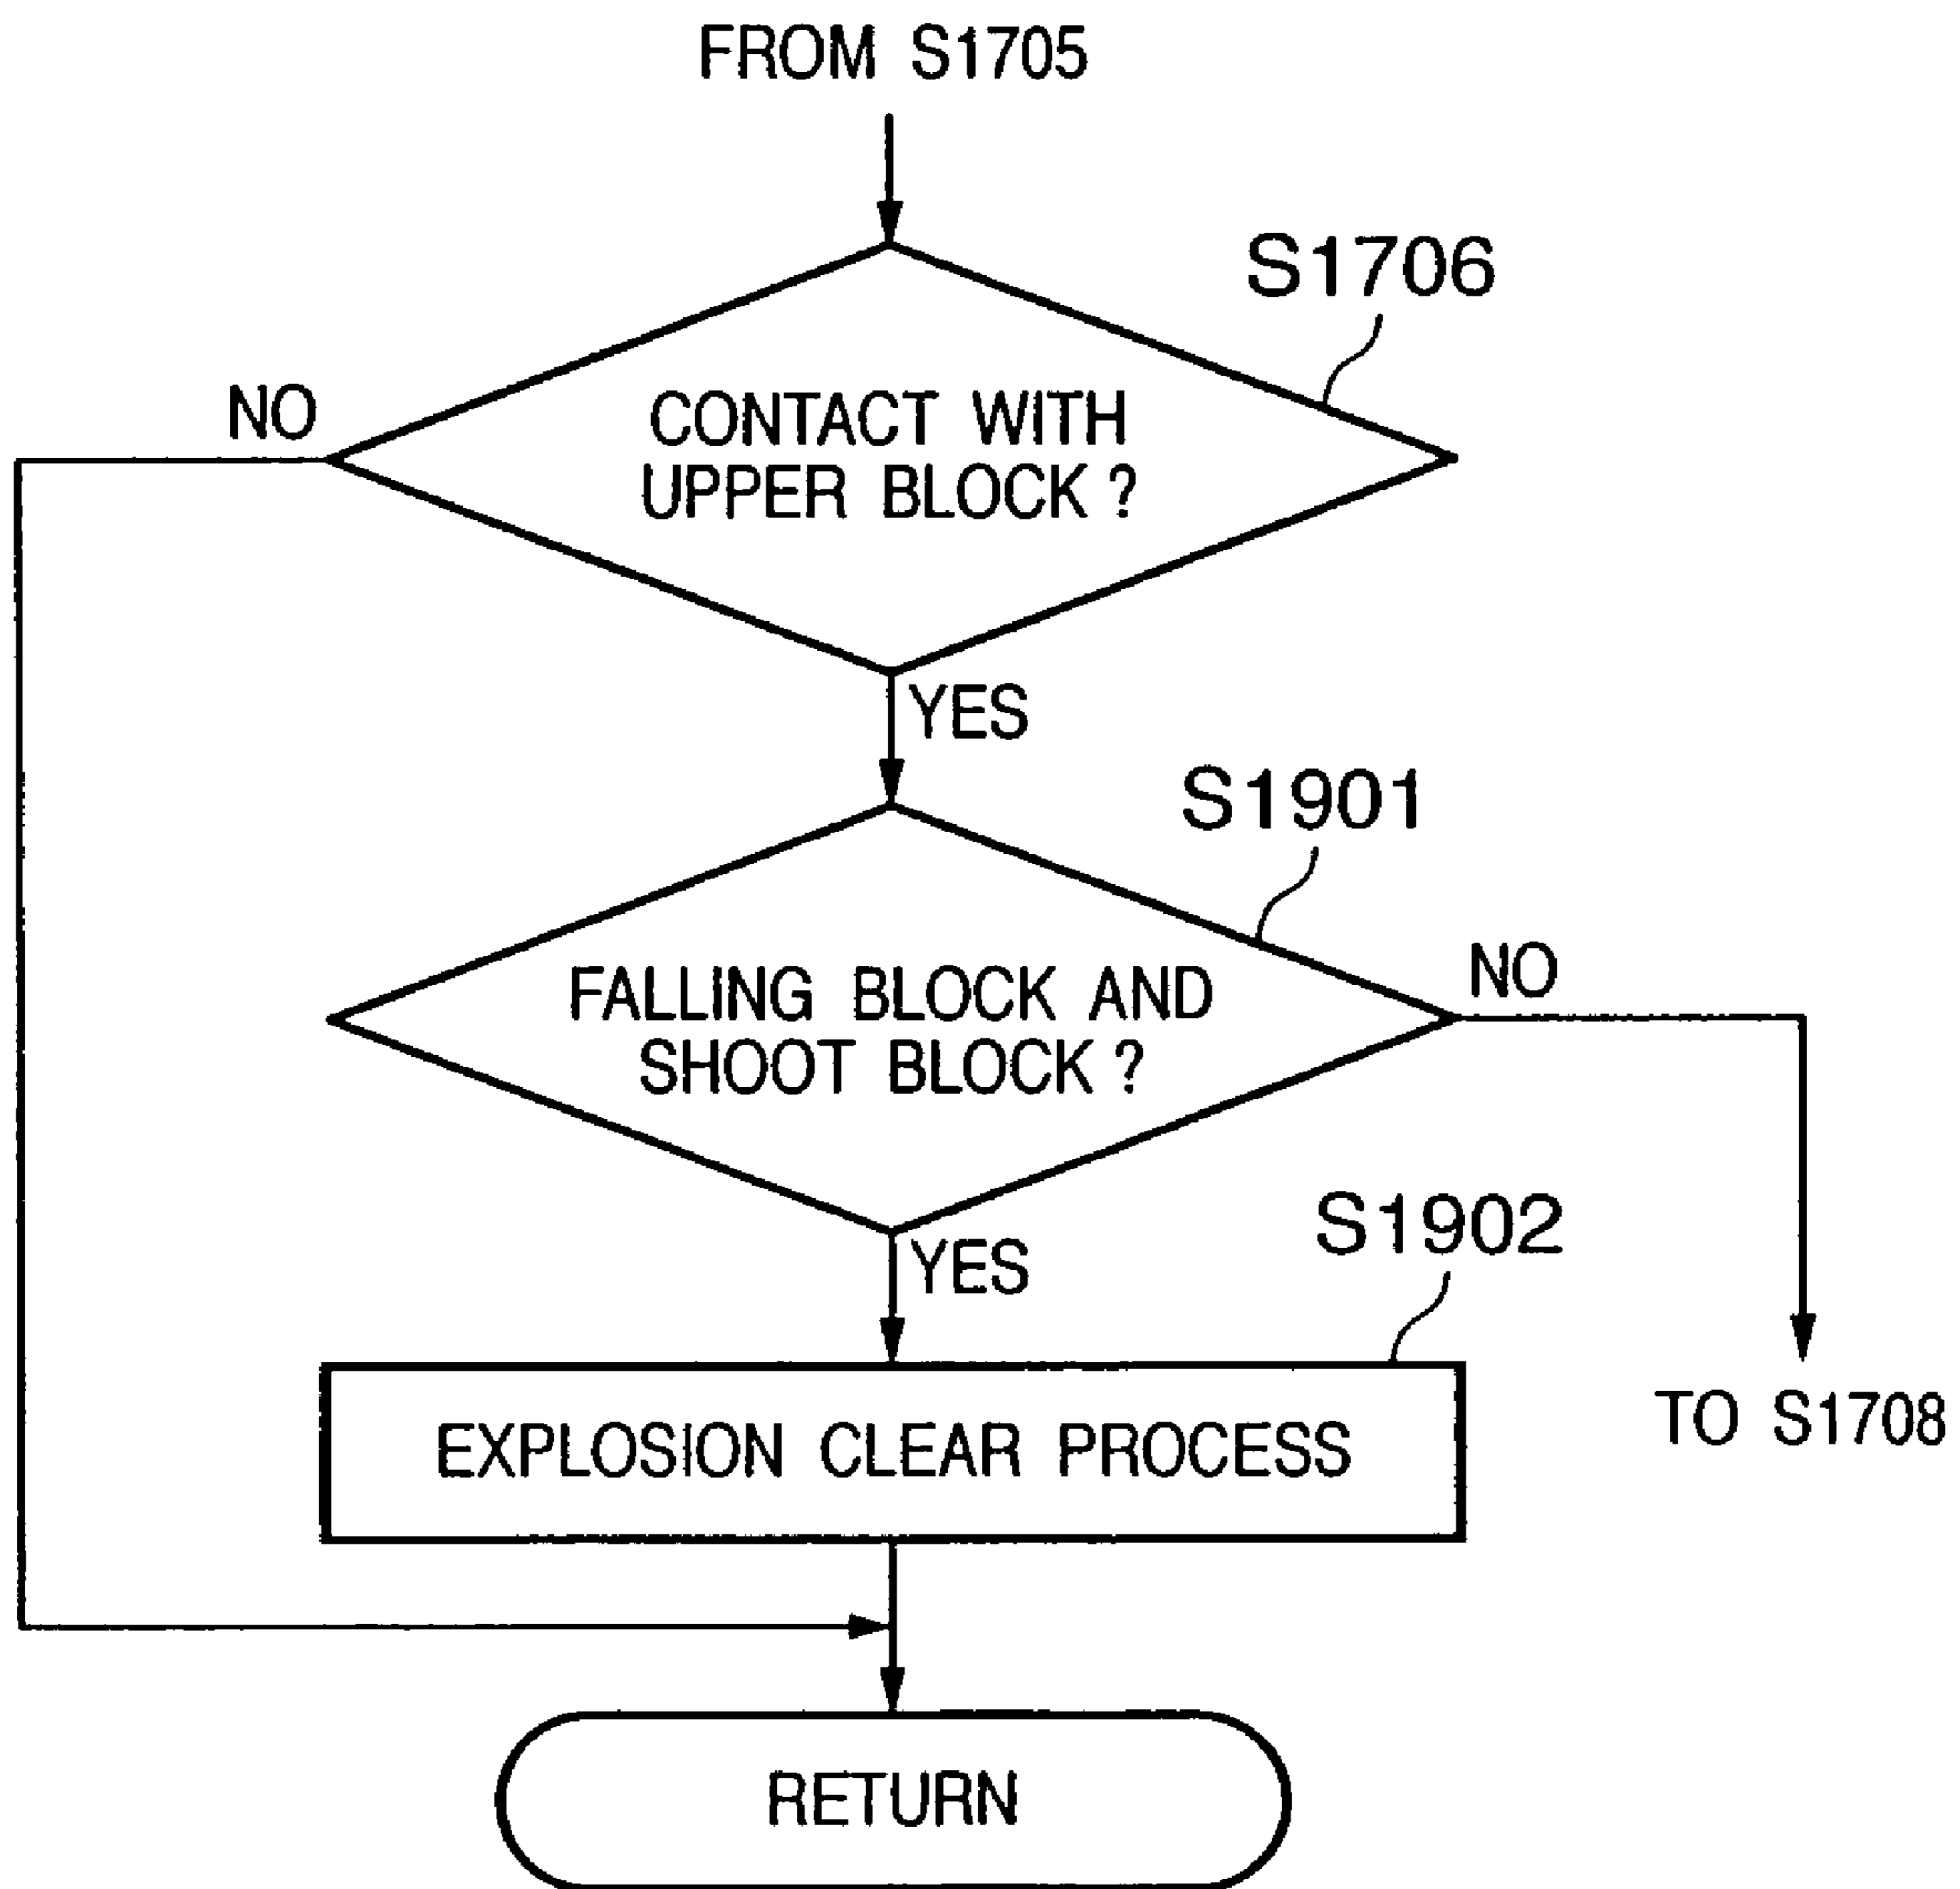 FROM S1705
S1706
NO
CONTACT WITH
UPPER BLOCK ?
YES
S1901
NO
FALLING BLOCK AND
SHOOT BLOCK ?
S1902
YES
EXPLOSION CLEAR PROCESS
TO S1708
RETURN